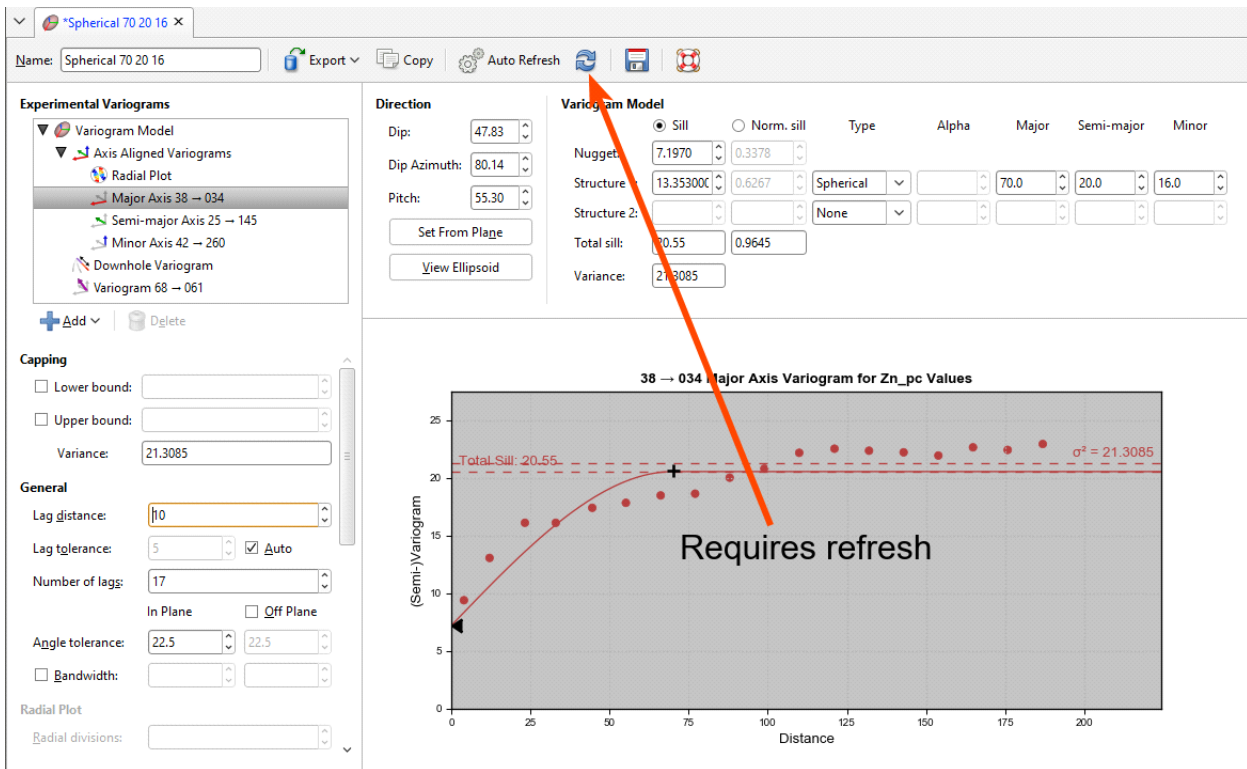 *Spherical 70 20 16
Name: Spherical 70 20 16 Export Copy Auto Refresh
Experimental Variograms
Variogram Model
Axis Aligned Variograms
Radial Plot
Major Axis 38 → 034
Semi-major Axis 25 → 145
Minor Axis 42 → 260
Downhole Variogram
Variogram 68 → 061
Add Delete
Capping
Lower bound:
Upper bound:
Variance: 21.3085
General
Lag distance: 10
Lag tolerance: 5 Auto
Number of lags: 17
In Plane Off Plane
Angle tolerance: 22.5 22.5
Bandwidth:
Radial Plot
Radial divisions:
Direction
Dip: 47.83
Dip Azimuth: 80.14
Pitch: 55.30
Set From Plane
View Ellipsoid
Variogram Model
Sill Norm. sill Type Alpha Major Semi-major Minor
Nugget: 7.1970 0.3378
Structure 13.353000 0.6267 Spherical 70.0 20.0 16.0
Structure 2: None
Total sill: 20.55 0.9645
Variance: 21.3085
38 → 034 Major Axis Variogram for Zn_pc Values
Total Sill: 20.55
σ² = 21.3085
Requires refresh
(Semi-)Variogram
25
20
15
10
5
0
0 25 50 75 100 125 150 175 200
Distance